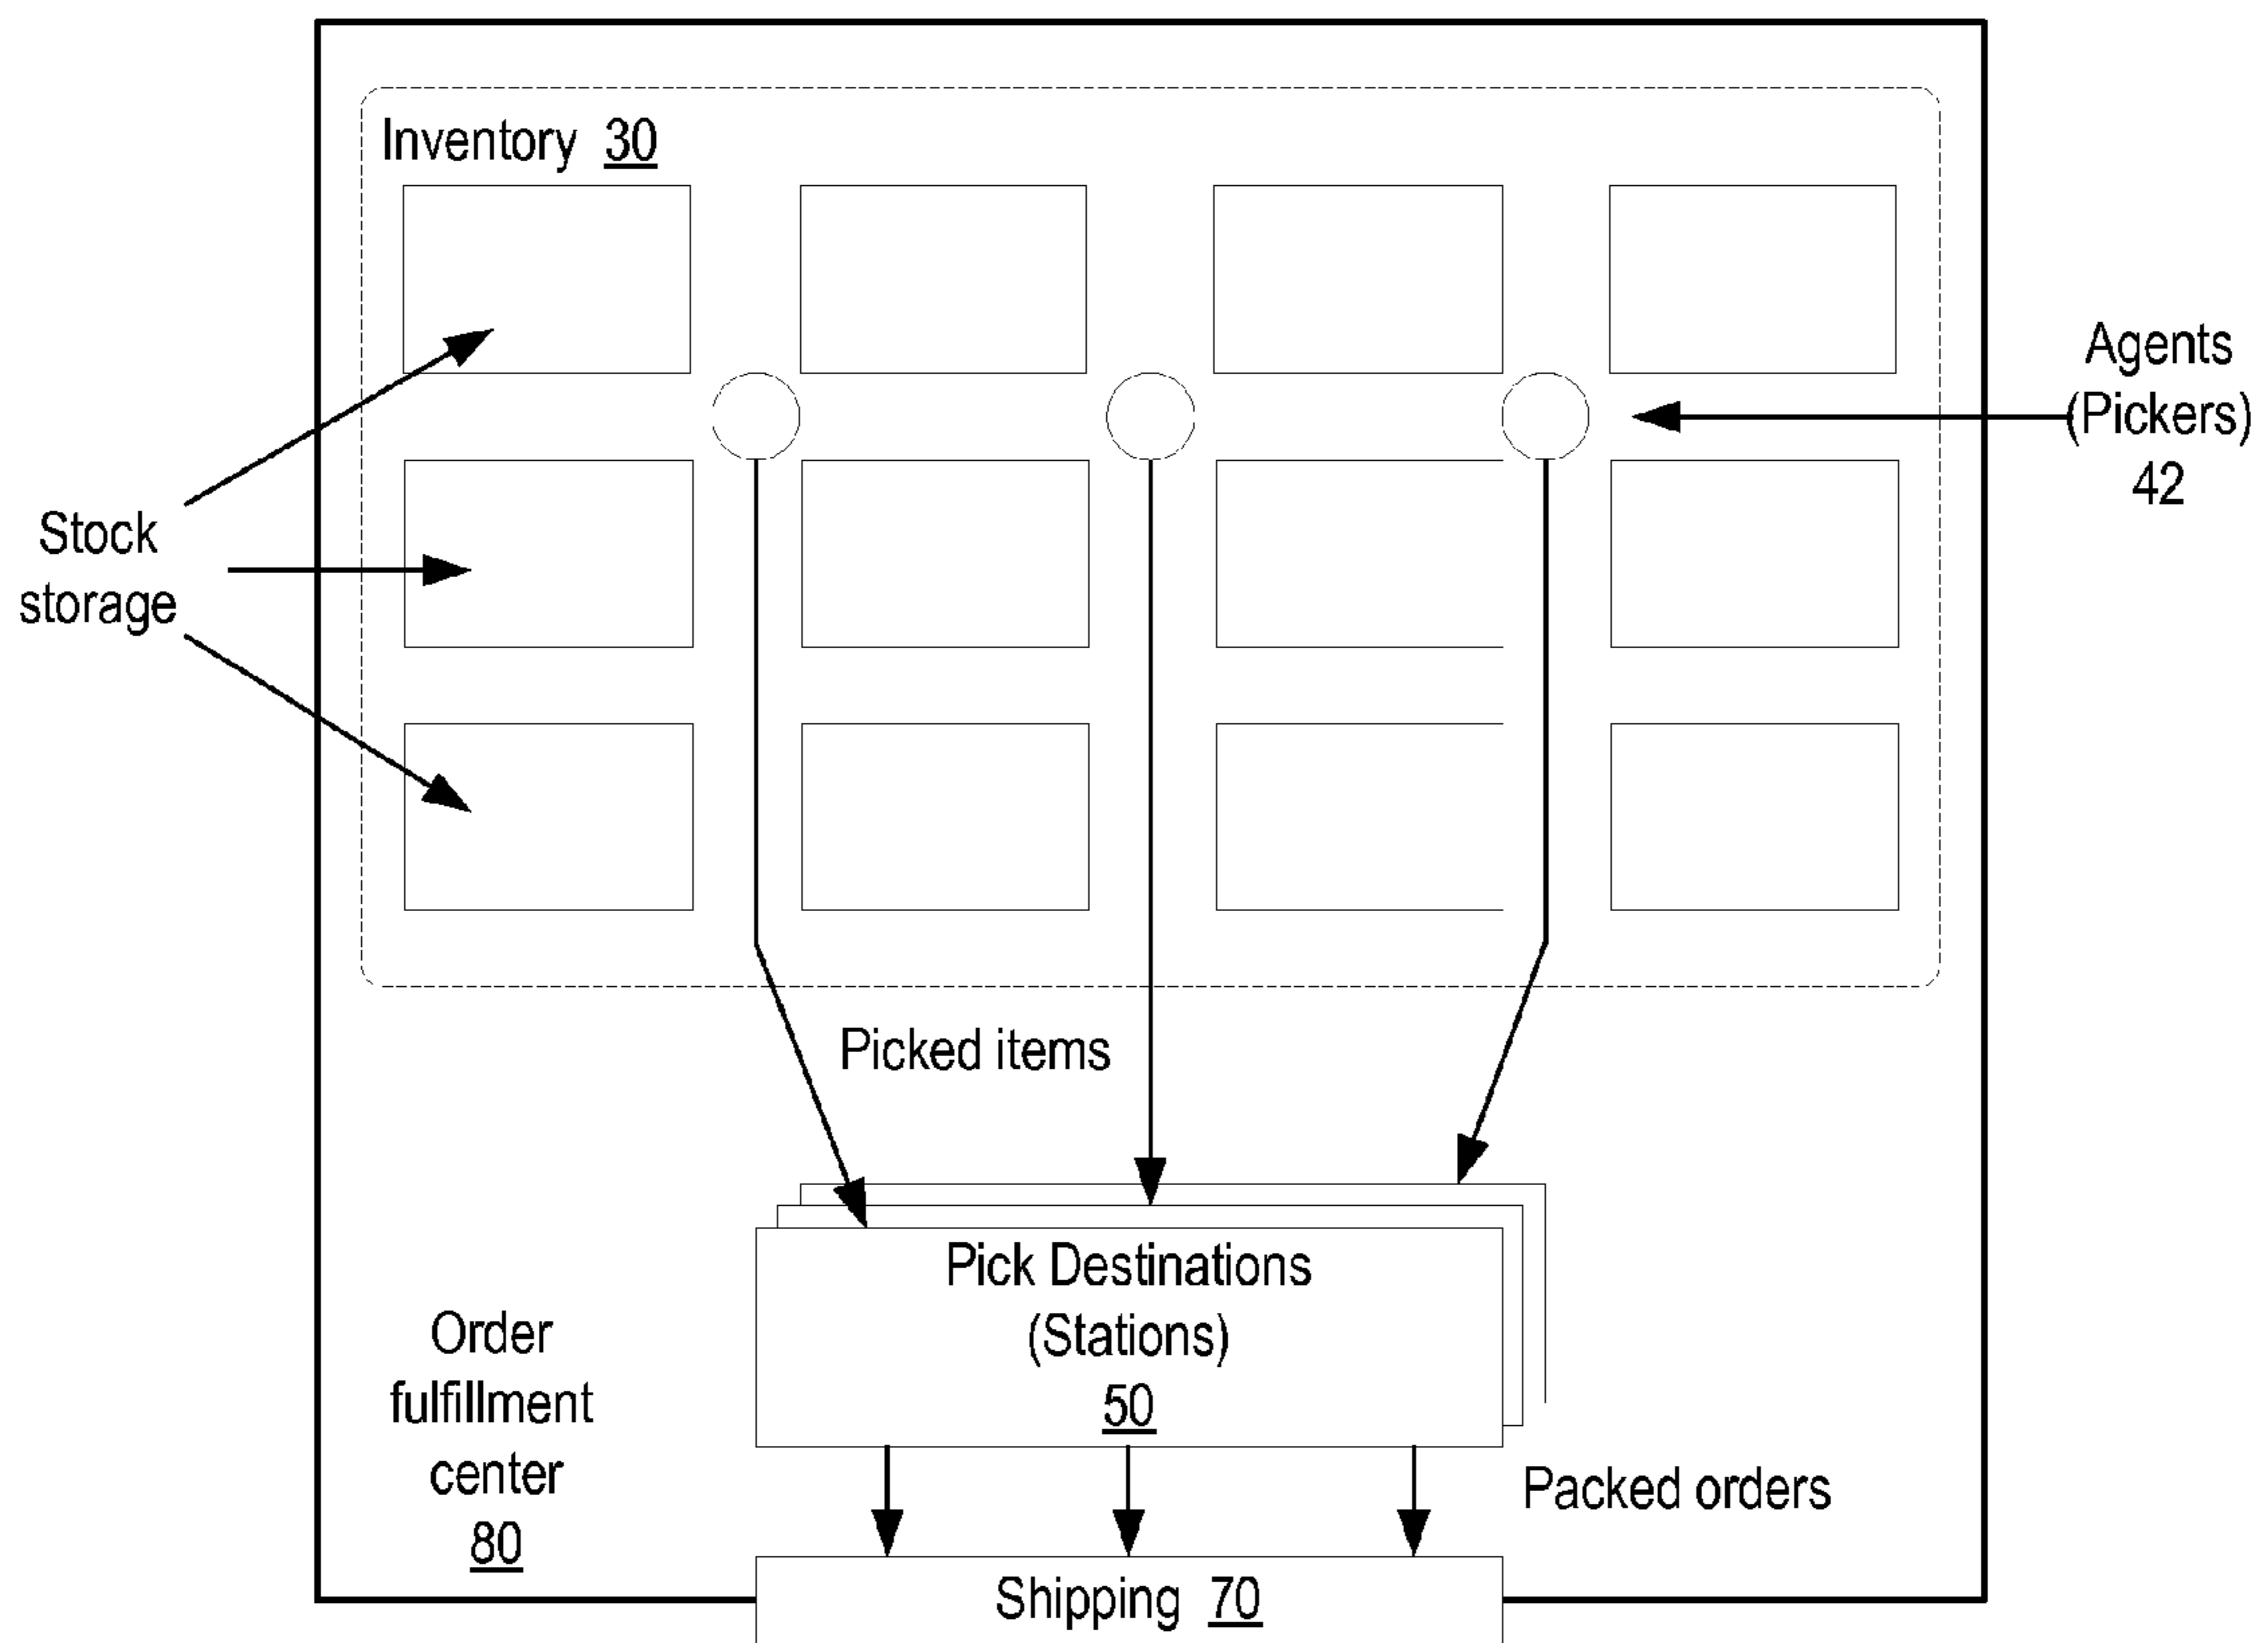 Inventory 30
Agents
(Pickers)
42
Stock
storage
Picked items
Pick Destinations
(Stations)
50
Order
fulfillment
center
80
Packed orders
Shipping 70